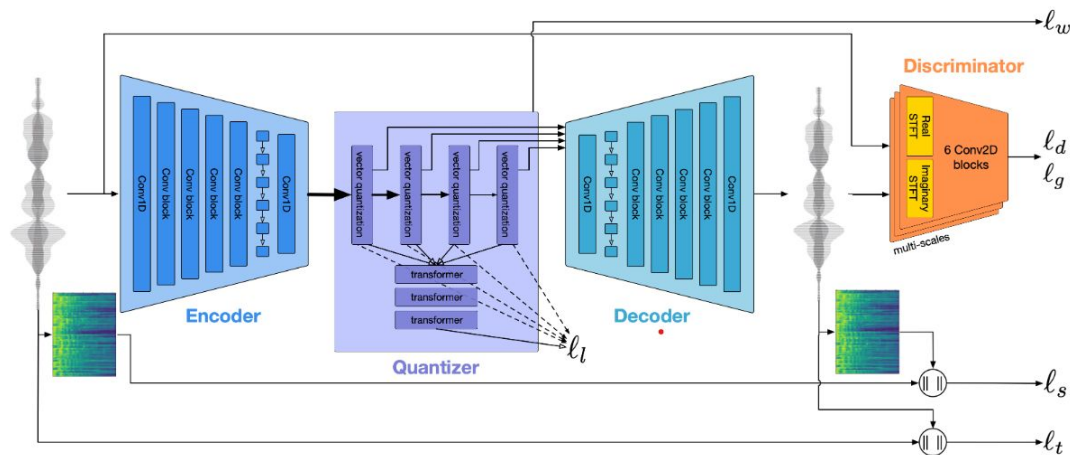 ℓw
Discriminator
Real
STFT
Imaginary
STFT
6 Conv2D
blocks
multi-scales
ℓd
ℓg
Conv1D
Conv block
Conv block
Conv block
Conv block
Conv1D
Encoder
vector quantization
vector quantization
vector quantization
vector quantization
transformer
transformer
transformer
ℓl
Quantizer
Conv1D
Conv block
Conv block
Conv block
Conv block
Conv1D
Decoder
|| ||
ℓs
|| ||
ℓt